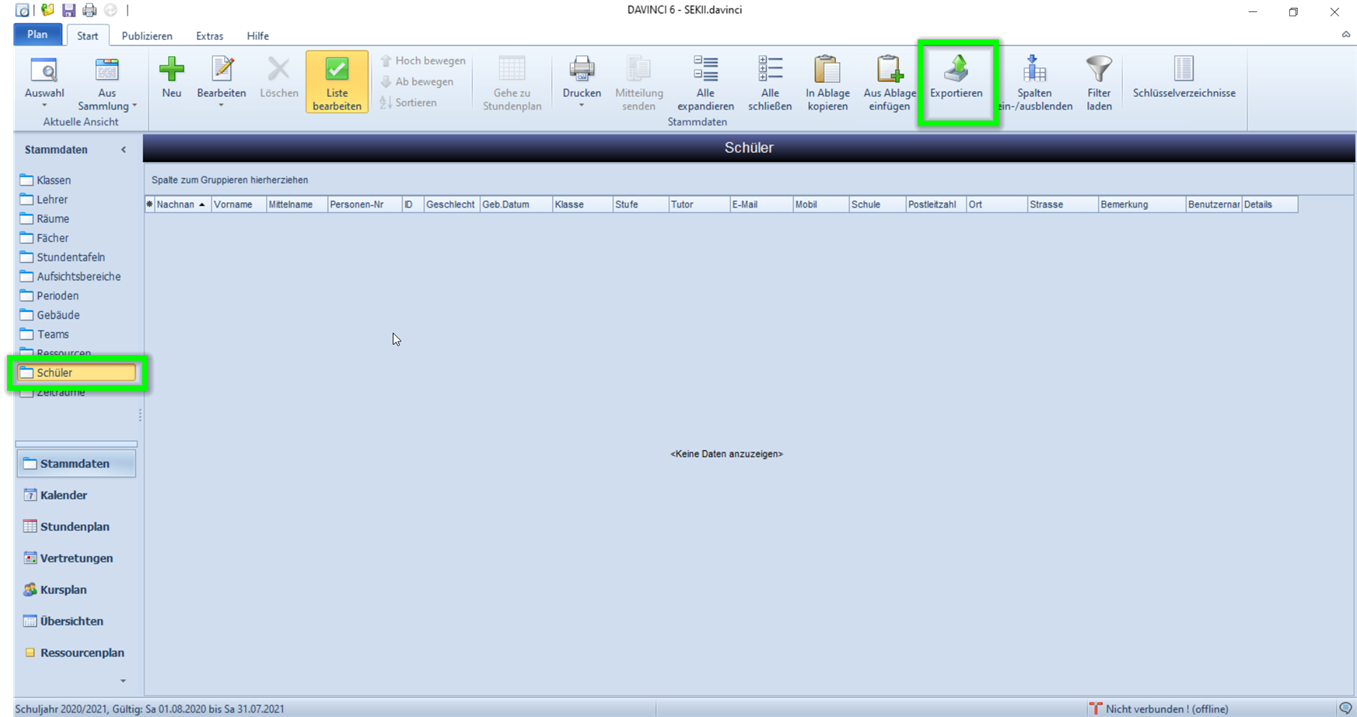 DAVINCI 6 - SEKII.davinci
Plan Start Publizieren Extras Hilfe
Auswahl
Aus Sammlung
Aktuelle Ansicht
Neu
Bearbeiten
Löschen
Liste bearbeiten
Hoch bewegen
Ab bewegen
Sortieren
Gehe zu Stundenplan
Drucken
Mitteilung senden
Alle expandieren
Alle schließen
In Ablage kopieren
Aus Ablage einfügen
Exportieren
Spalten ein-/ausblenden
Filter laden
Schlüsselverzeichnisse
Stammdaten
Stammdaten
Schüler
Klassen
Lehrer
Räume
Fächer
Stundentafeln
Aufsichtsbereiche
Perioden
Gebäude
Teams
Ressourcen
Schüler
Zeiträume
Spalte zum Gruppieren hierherziehen
Nachnan Vorname Mittelname Personen-Nr ID Geschlecht Geb.Datum Klasse Stufe Tutor E-Mail Mobil Schule Postleitzahl Ort Strasse Bemerkung Benutzernar Details
<Keine Daten anzuzeigen>
Stammdaten
7 Kalender
Stundenplan
Vertretungen
Kursplan
Übersichten
Ressourcenplan
Schuljahr 2020/2021, Gültig: Sa 01.08.2020 bis Sa 31.07.2021
Nicht verbunden ! (offline)